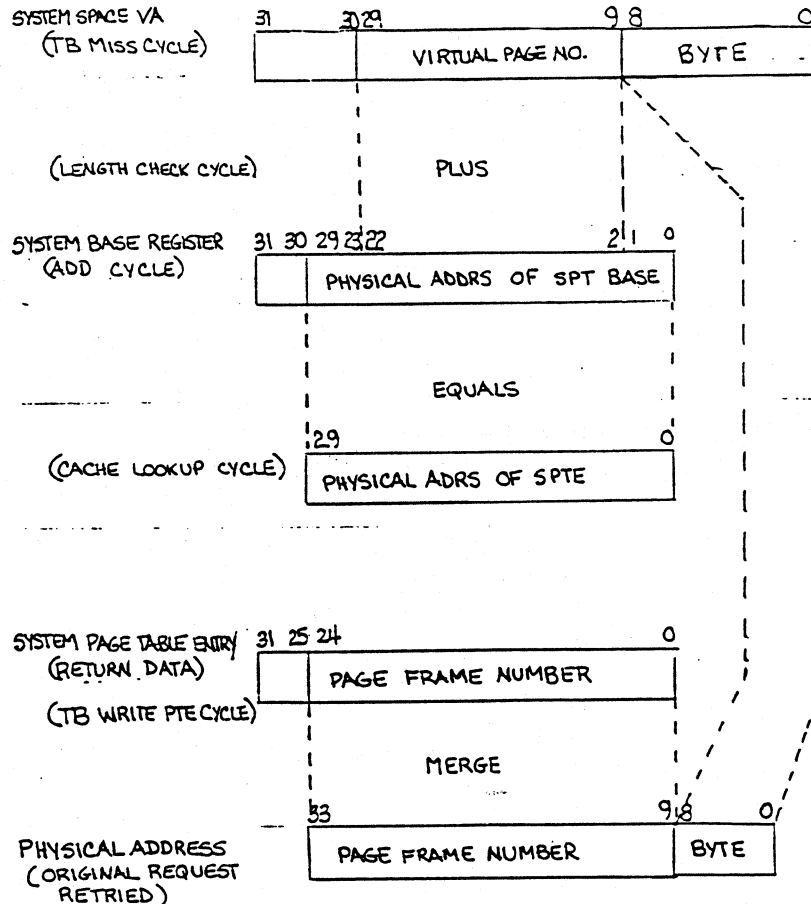 SYSTEM SPACE VA
(TB MISS CYCLE)
31 30 29 9 8 0
VIRTUAL PAGE NO. BYTE
(LENGTH CHECK CYCLE) PLUS
SYSTEM BASE REGISTER
(ADD CYCLE)
31 30 29 23 22 2 1 0
PHYSICAL ADDRS OF SPT BASE
EQUALS
29 0
(CACHE LOOKUP CYCLE) PHYSICAL ADRS OF SPTE
SYSTEM PAGE TABLE ENTRY
(RETURN DATA)
31 25 24 0
PAGE FRAME NUMBER
(TB WRITE PTE CYCLE)
MERGE
33 9 8 0
PHYSICAL ADDRESS
(ORIGINAL REQUEST
RETRIED)
PAGE FRAME NUMBER BYTE